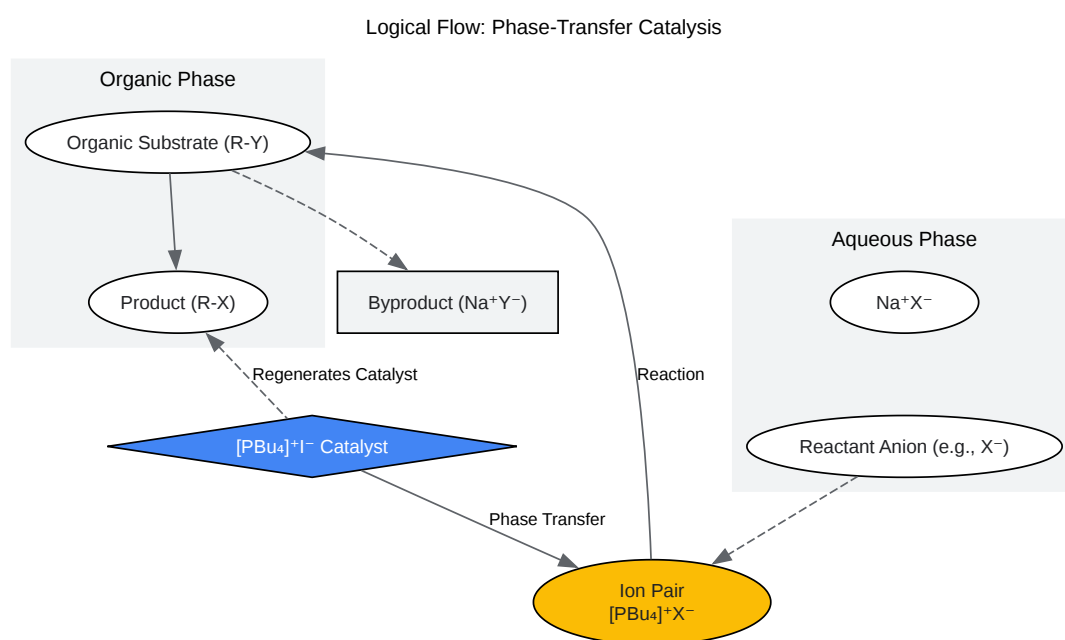 Logical Flow: Phase-Transfer Catalysis
Organic Phase
Organic Substrate (R-Y)
Aqueous Phase
Product (R-X)
Byproduct (Na⁺Y⁻)
Na⁺X⁻
Regenerates Catalyst
Reaction
[PBu₄]⁺I⁻ Catalyst
Reactant Anion (e.g., X⁻)
Phase Transfer
Ion Pair
[PBu₄]⁺X⁻